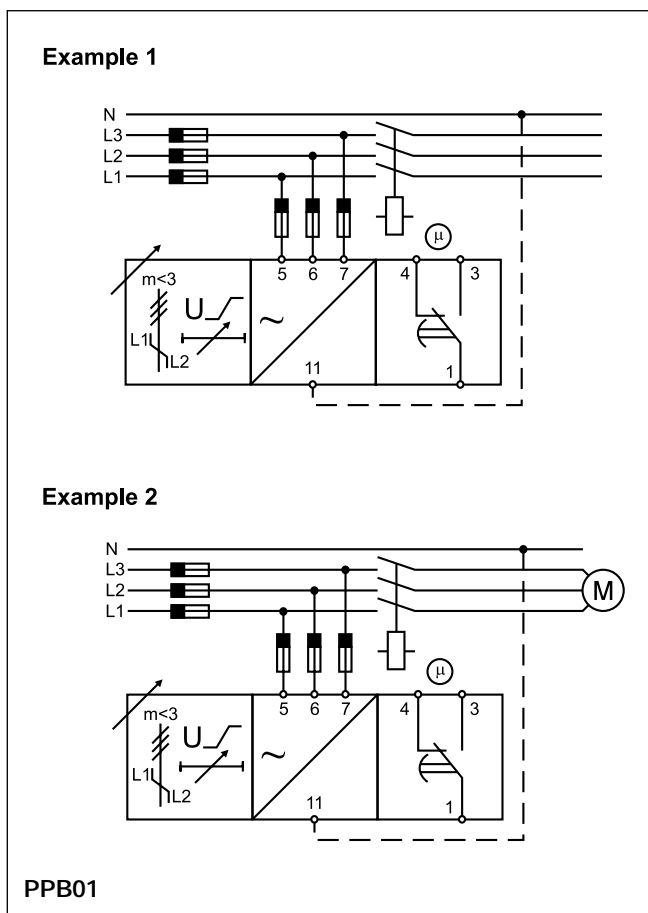 Example 1
N
L3
L2
L1
µ
5 6 7 4 3
m<3
U
~
L1
L2
11 1
Example 2
N
L3
L2
L1
M
µ
5 6 7 4 3
m<3
U
~
L1
L2
11 1
PPB01